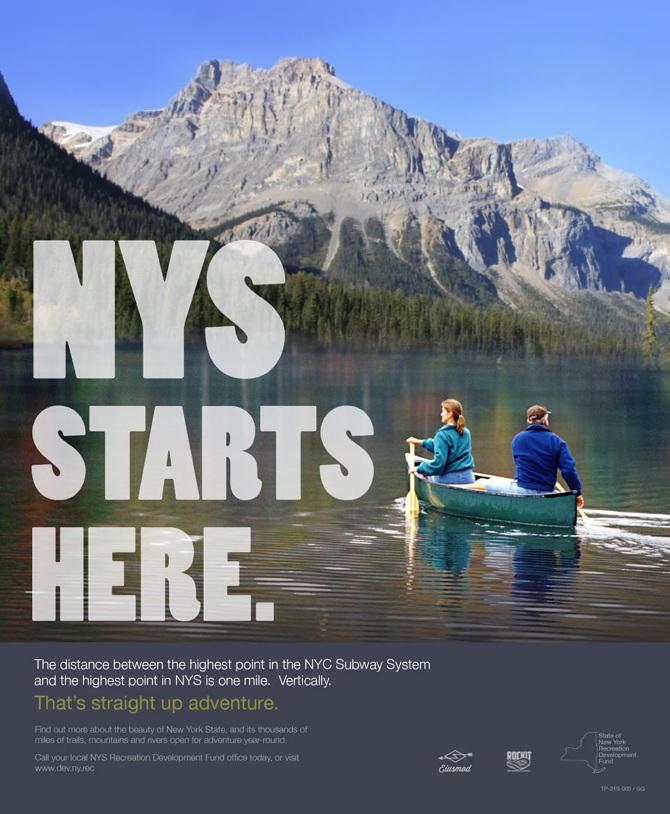 NYS
STARTS
HERE.
The distance between the highest point in the NYC Subway System
and the highest point in NYS is one mile.  Vertically.
That's straight up adventure.
Find out more about the beauty of New York State, and its thousands of
miles of trails, mountains and rivers open for adventure year-round.
Call your local NYS Recreation Development Fund office today, or visit
www.dev.ny.rec
Eiusmod
ROCKIT
State of
New York
Recreation
Development
Fund